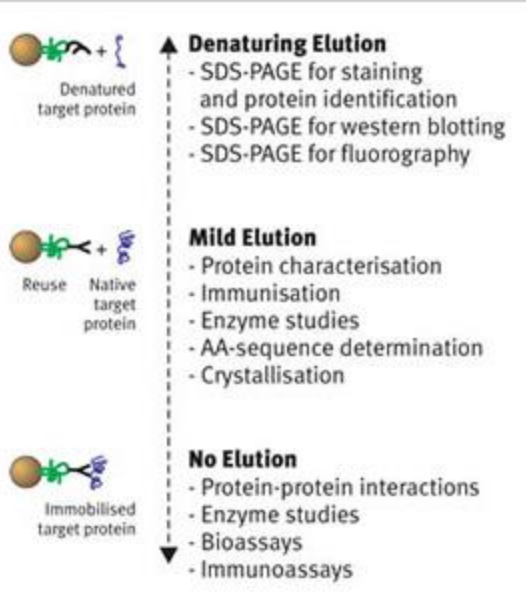 Denaturing Elution
- SDS-PAGE for staining
and protein identification
- SDS-PAGE for western blotting
- SDS-PAGE for fluorography
Denatured
target protein
Mild Elution
- Protein characterisation
- Immunisation
- Enzyme studies
- AA-sequence determination
- Crystallisation
Reuse Native
target
protein
No Elution
- Protein-protein interactions
- Enzyme studies
- Bioassays
- Immunoassays
Immobilised
target protein